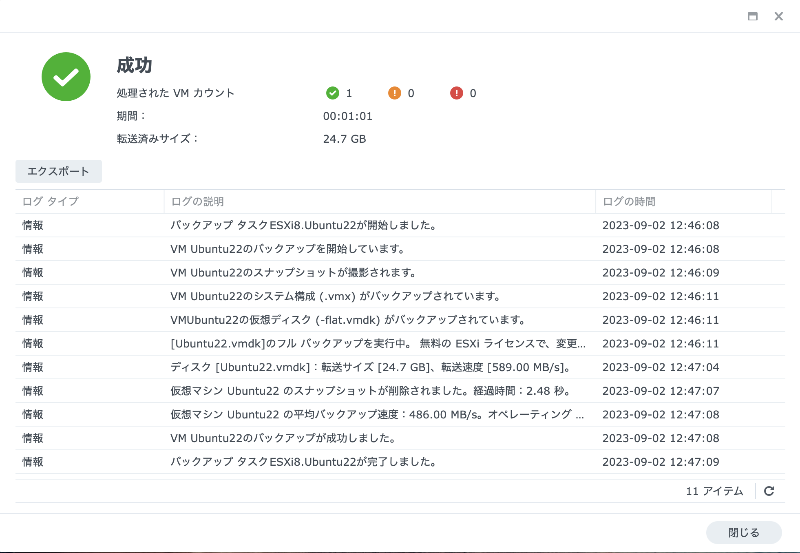 成功
処理された VM カウント 1 0 0
期間： 00:01:01
転送済みサイズ： 24.7 GB
エクスポート
ログ タイプ ログの説明 ログの時間
情報 バックアップ タスクESXi8.Ubuntu22が開始しました。 2023-09-02 12:46:08
情報 VM Ubuntu22のバックアップを開始しています。 2023-09-02 12:46:08
情報 VM Ubuntu22のスナップショットが撮影されます。 2023-09-02 12:46:09
情報 VM Ubuntu22のシステム構成 (.vmx) がバックアップされています。 2023-09-02 12:46:11
情報 VMUbuntu22の仮想ディスク (-flat.vmdk) がバックアップされています。 2023-09-02 12:46:11
情報 [Ubuntu22.vmdk]のフル バックアップを実行中。 無料の ESXi ライセンスで、変更... 2023-09-02 12:46:11
情報 ディスク [Ubuntu22.vmdk]：転送サイズ [24.7 GB]、転送速度 [589.00 MB/s]。 2023-09-02 12:47:04
情報 仮想マシン Ubuntu22 のスナップショットが削除されました。経過時間：2.48 秒。 2023-09-02 12:47:07
情報 仮想マシン Ubuntu22 の平均バックアップ速度：486.00 MB/s。オペレーティング ... 2023-09-02 12:47:08
情報 VM Ubuntu22のバックアップが成功しました。 2023-09-02 12:47:08
情報 バックアップ タスクESXi8.Ubuntu22が完了しました。 2023-09-02 12:47:09
11 アイテム
閉じる